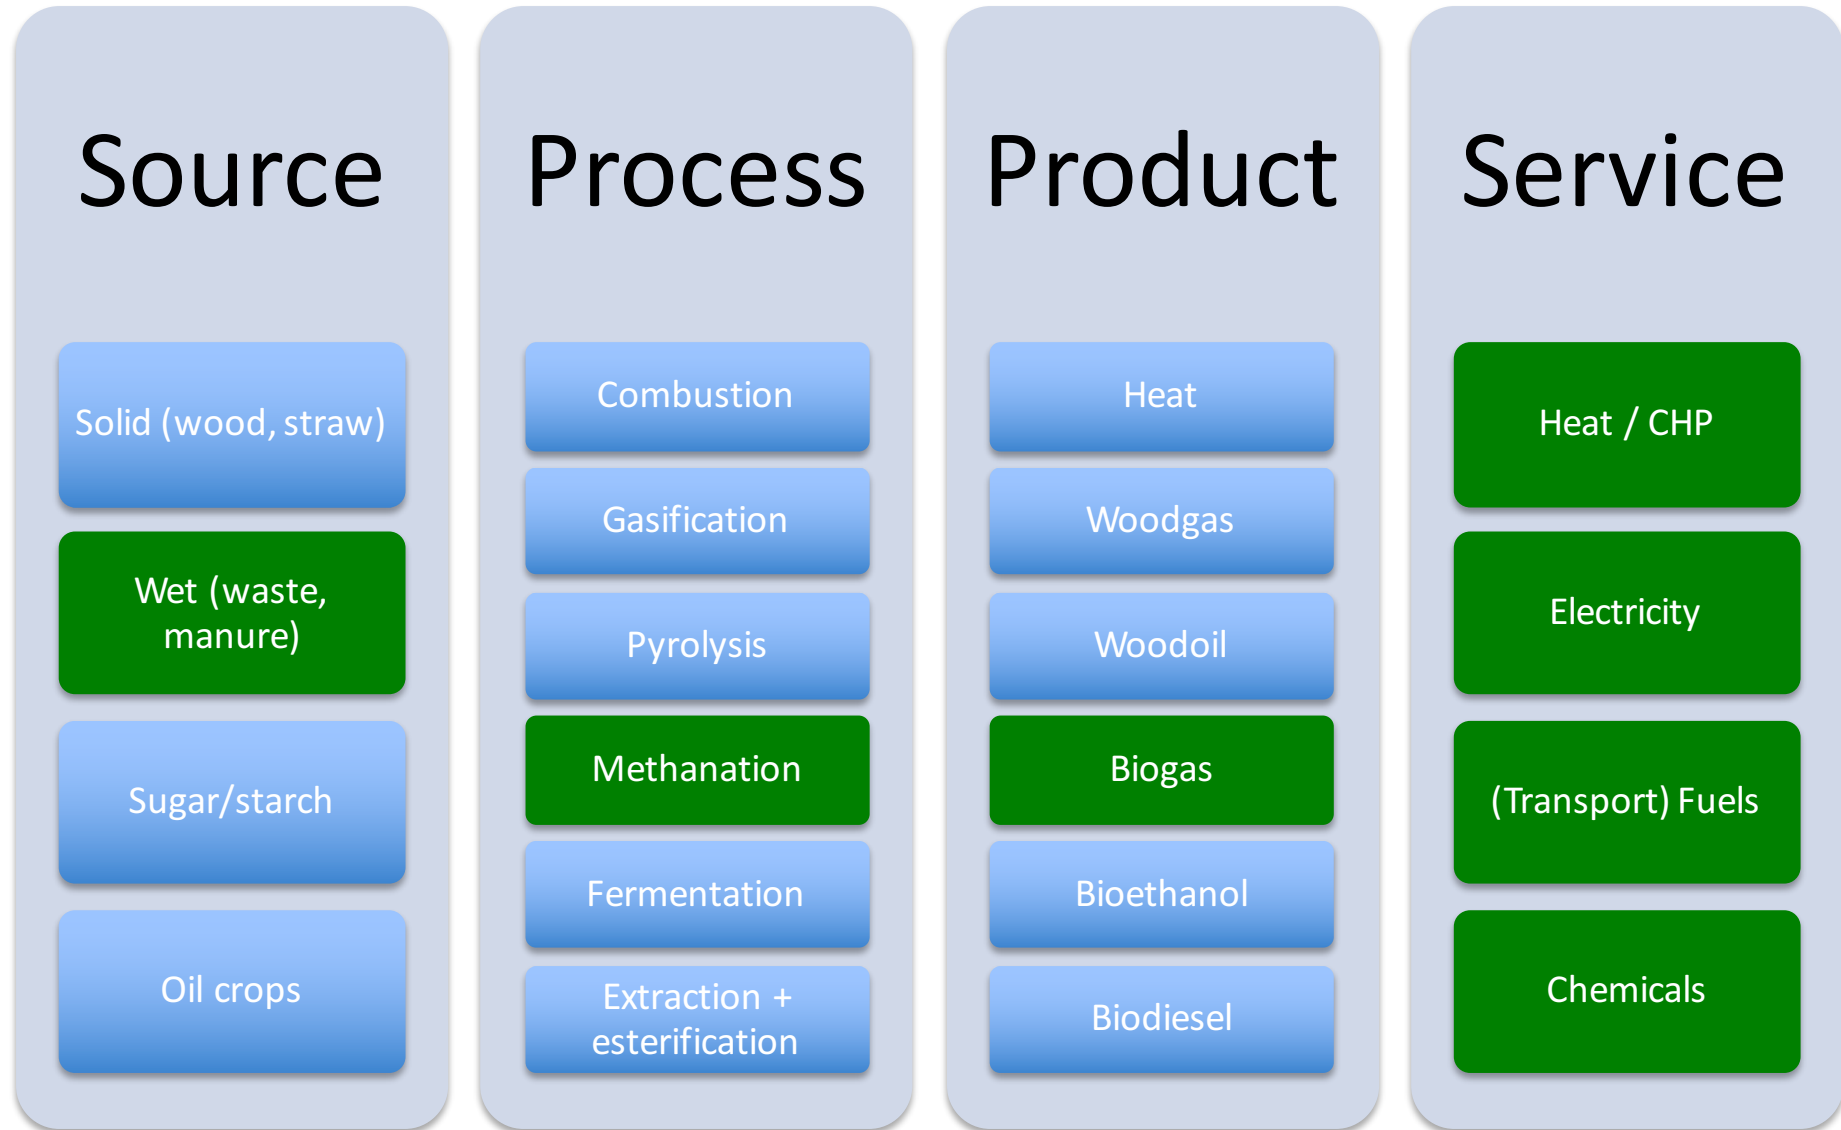 Source
Solid (wood, straw)
Wet (waste,
manure)
Sugar/starch
Oil crops
Process
Combustion
Gasification
Pyrolysis
Methanation
Fermentation
Extraction +
esterification
Product
Heat
Woodgas
Woodoil
Biogas
Bioethanol
Biodiesel
Service
Heat / CHP
Electricity
(Transport) Fuels
Chemicals